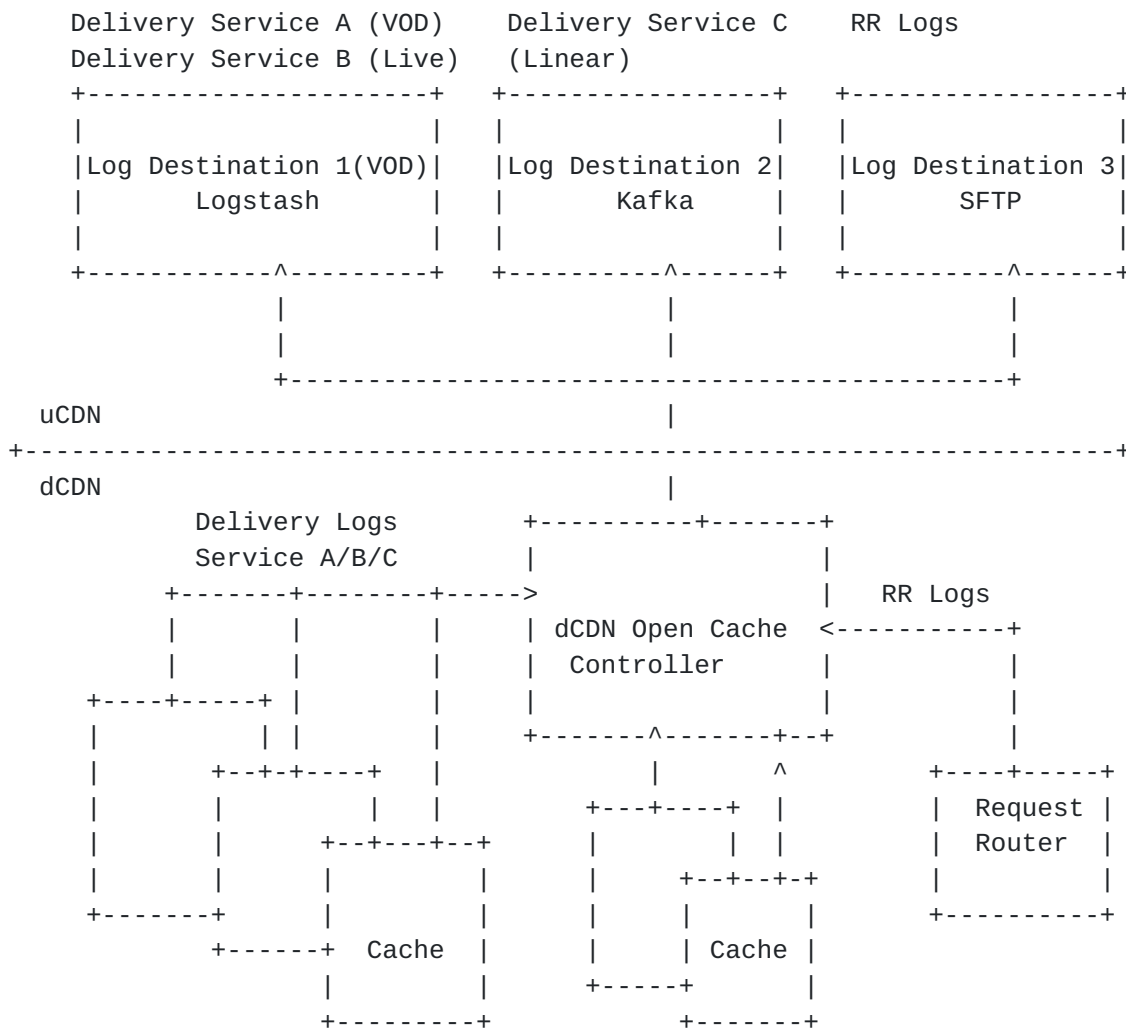 Delivery Service A (VOD) Delivery Service C RR Logs
Delivery Service B (Live) (Linear)
Log Destination 1(VOD) Log Destination 2 Log Destination 3
Logstash Kafka SFTP
uCDN
dCDN
Delivery Logs
Service A/B/C
RR Logs
dCDN Open Cache
Controller
Request
Router
Cache Cache